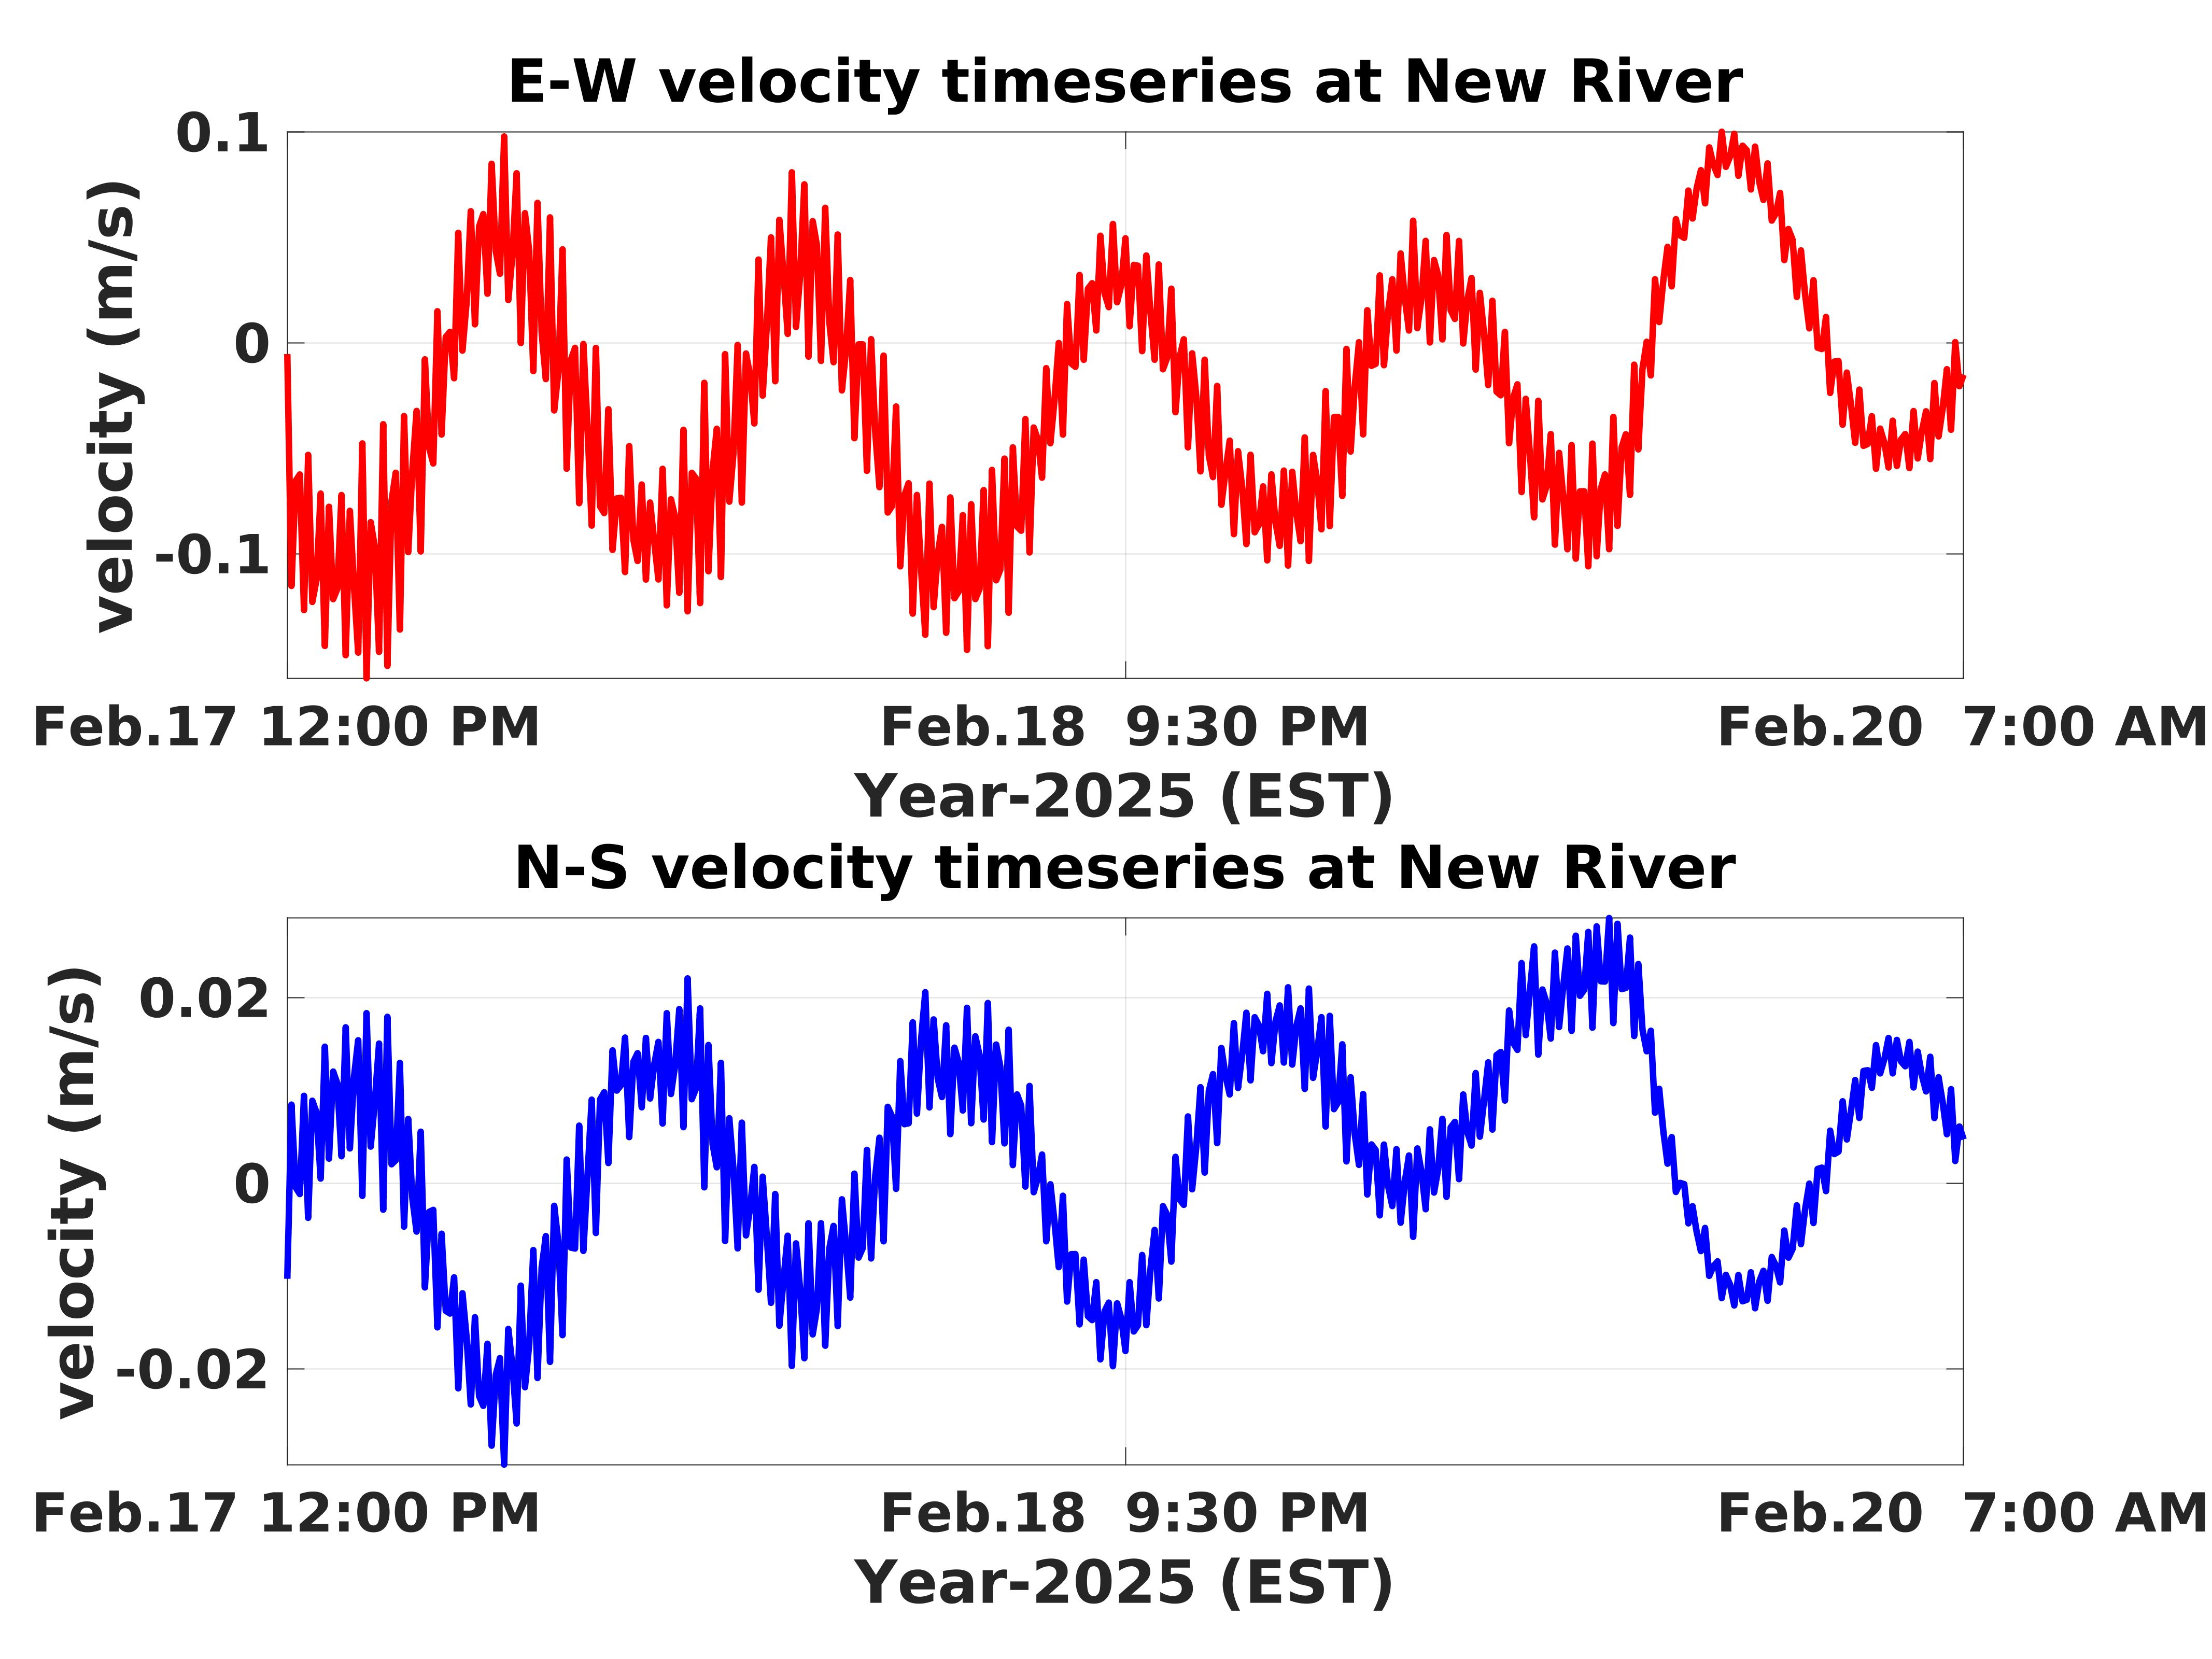 E-W velocity timeseries at New River
velocity (m/s)
0.1
0
-0.1
Feb.17 12:00 PM
Feb.18 9:30 PM
Feb.20 7:00 AM
Year-2025 (EST)
N-S velocity timeseries at New River
velocity (m/s)
0.02
0
-0.02
Feb.17 12:00 PM
Feb.18 9:30 PM
Feb.20 7:00 AM
Year-2025 (EST)